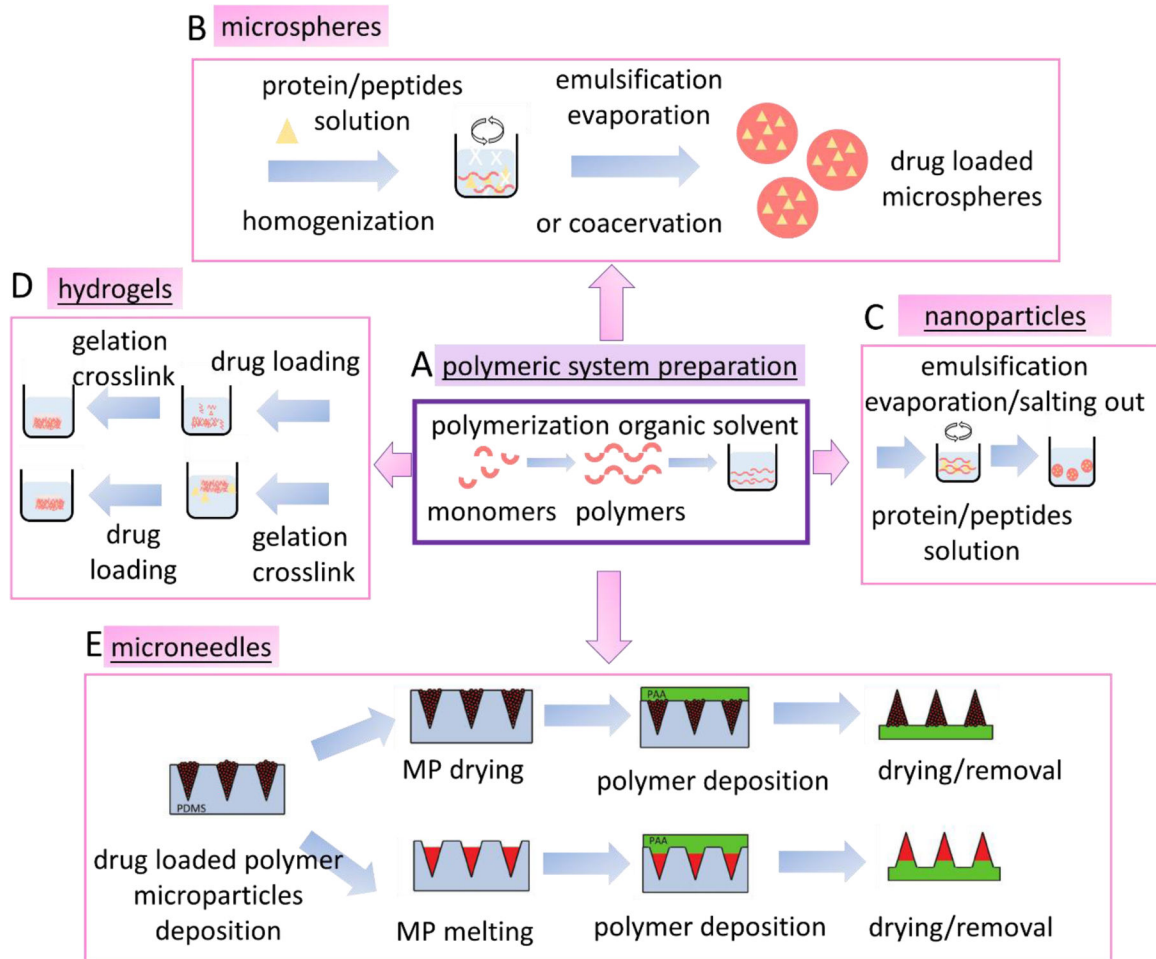 B microspheres
protein/peptides
solution
homogenization
emulsification
evaporation
or coacervation
drug loaded
microspheres
D hydrogels
gelation
crosslink
drug loading
drug
loading
gelation
crosslink
A polymeric system preparation
polymerization organic solvent
monomers polymers
C nanoparticles
emulsification
evaporation/salting out
protein/peptides
solution
E microneedles
PDMS
drug loaded polymer
microparticles
deposition
MP drying
PAA
polymer deposition
drying/removal
MP melting
PAA
polymer deposition
drying/removal